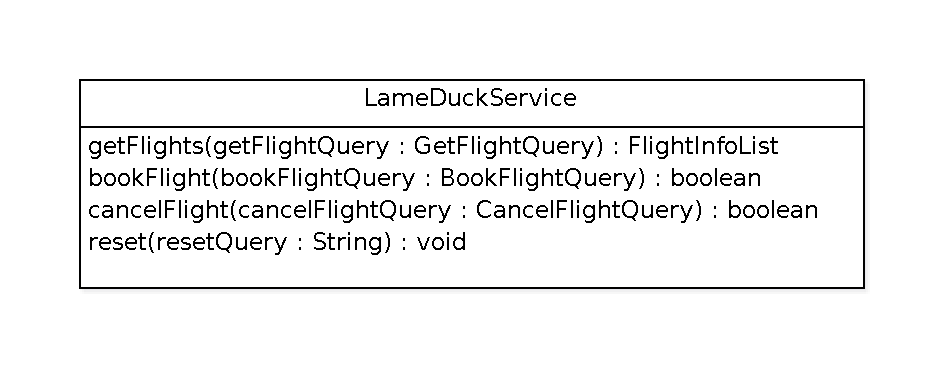 LameDuckService
getFlights(getFlightQuery : GetFlightQuery) : FlightInfoList
bookFlight(bookFlightQuery : BookFlightQuery) : boolean
cancelFlight(cancelFlightQuery : CancelFlightQuery) : boolean
reset(resetQuery : String) : void